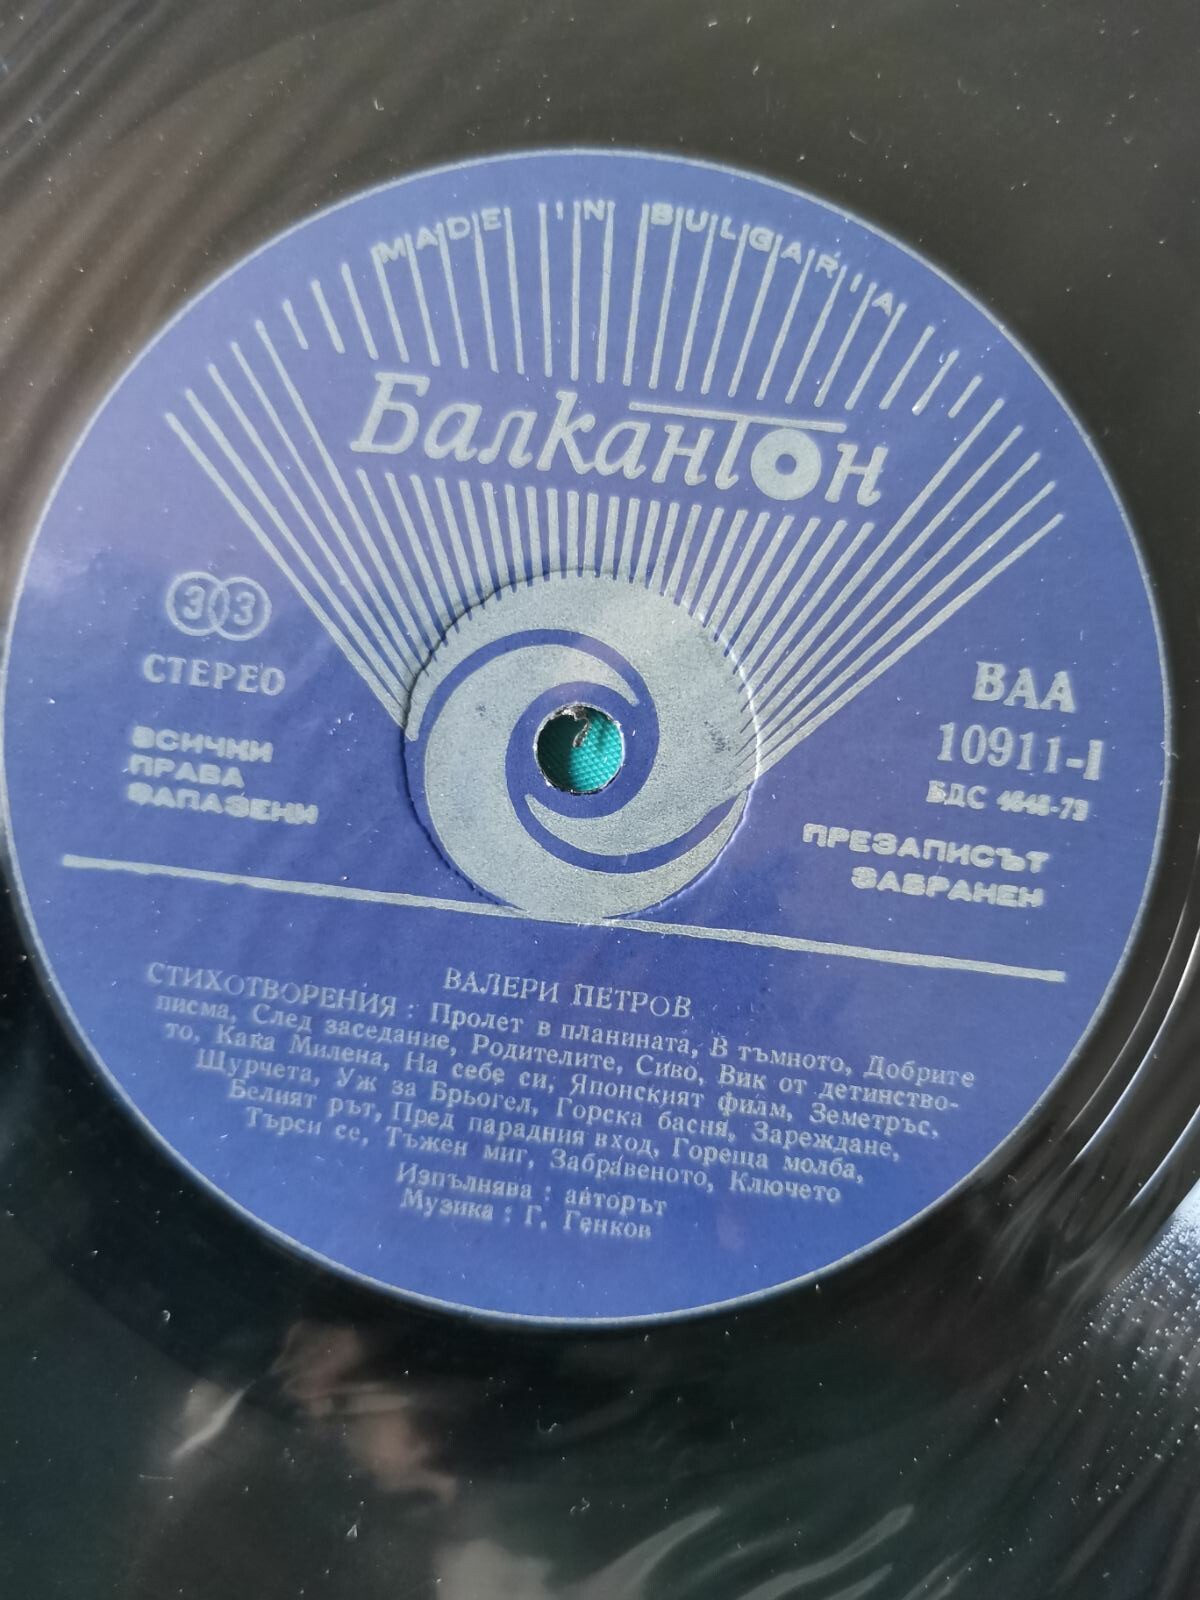 MADE IN BULGARIA
Балкантон
33
СТЕРЕО
ВСИЧКИ
ПРАВА
ЗАПАЗЕНИ
ВАА
10911-I
БДС 4646-73
ПРЕЗАПИСЪТ
ЗАБРАНЕН
ВАЛЕРИ ПЕТРОВ
СТИХОТВОРЕНИЯ : Пролет в планината, В тъмното, Добрите
писма, След заседание, Родителите, Сиво, Вик от детинство-
то, Кака Милена, На себе си, Японският филм, Земетръс,
Щурчета, Уж за Брьогел, Горска басня, Зареждане,
Белият рът, Пред парадния вход, Гореща молба,
Търси се, Тъжен миг, Забравеното, Ключето
Изпълнява : авторът
Музика : Г. Генков